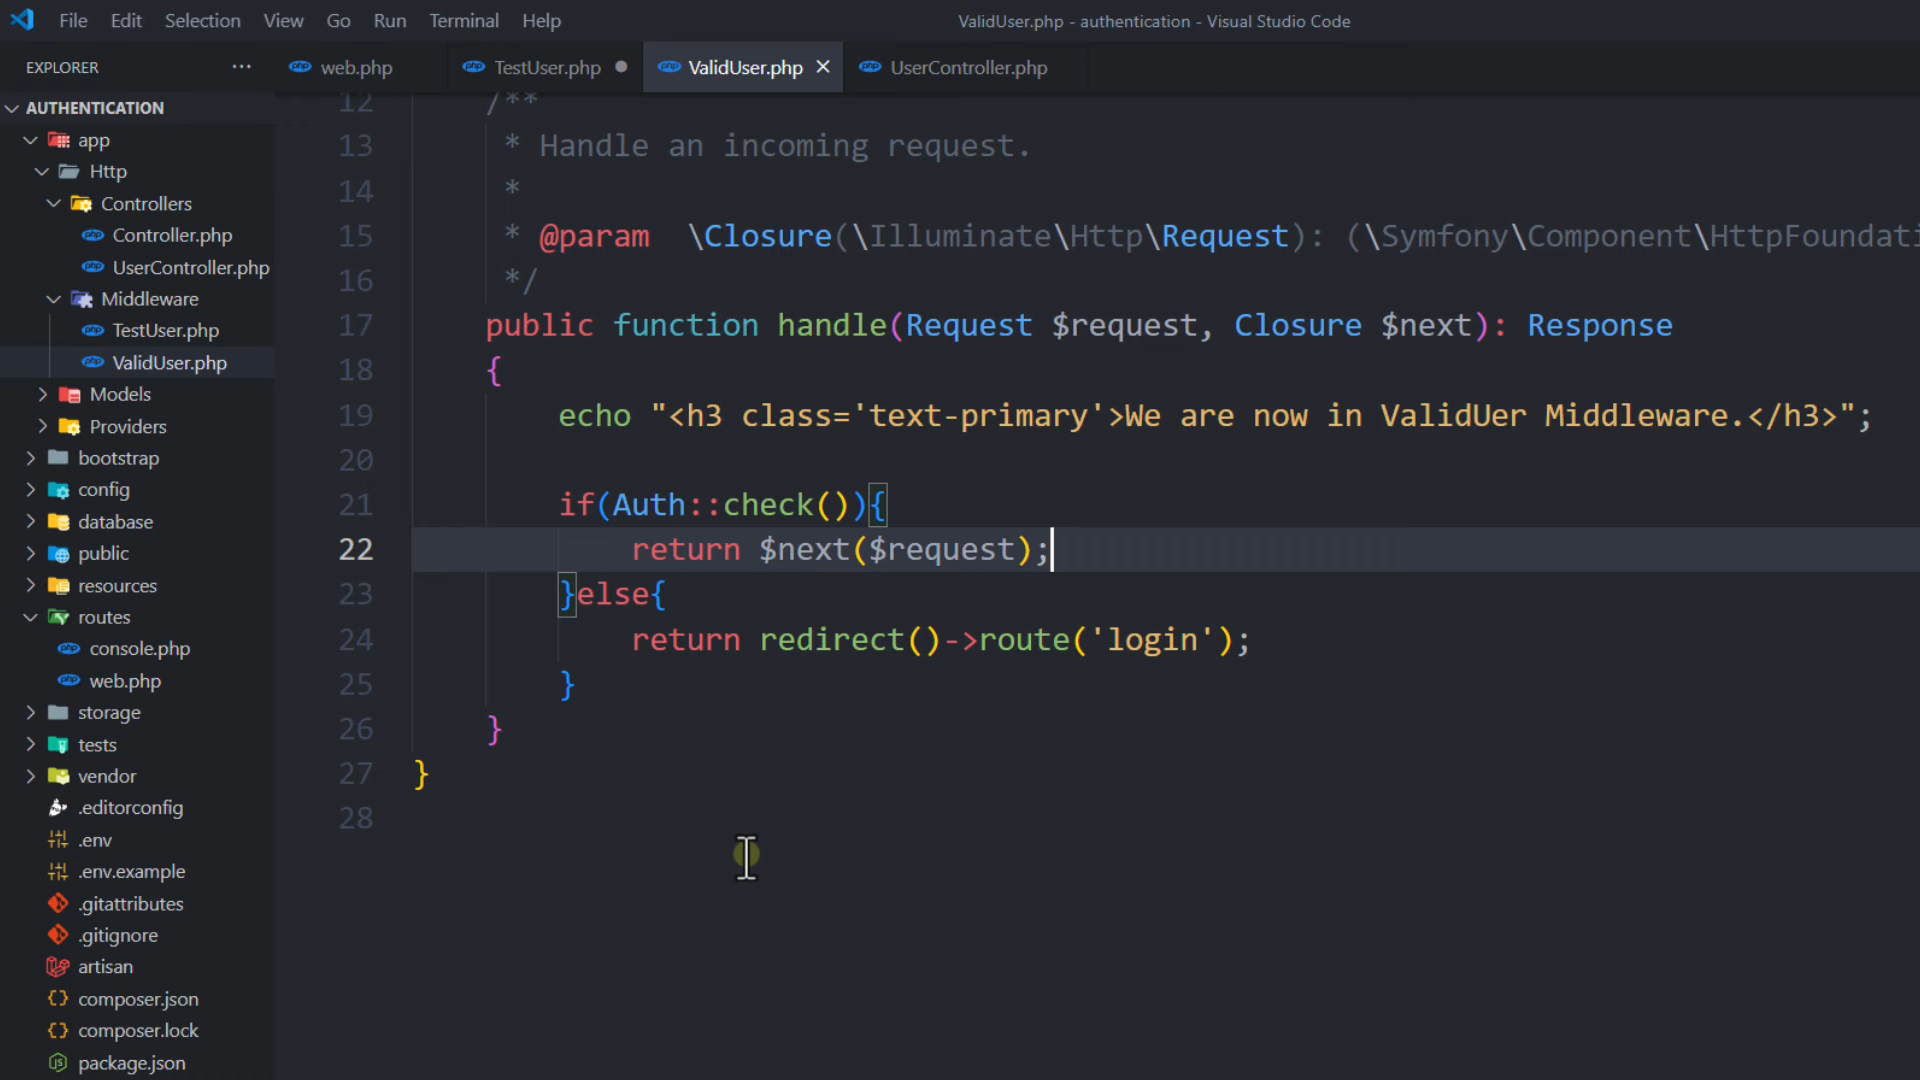 File Edit Selection View Go Run Terminal Help
ValidUser.php - authentication - Visual Studio Code
EXPLORER ...
web.php TestUser.php ValidUser.php UserController.php
AUTHENTICATION
app
Http
Controllers
Controller.php
UserController.php
Middleware
TestUser.php
ValidUser.php
Models
Providers
bootstrap
config
database
public
resources
routes
console.php
web.php
storage
tests
vendor
.editorconfig
.env
.env.example
.gitattributes
.gitignore
artisan
composer.json
composer.lock
package.json
12 /**
13 * Handle an incoming request.
14 *
15 * @param  \Closure(\Illuminate\Http\Request): (\Symfony\Component\HttpFoundati
16 */
17 public function handle(Request $request, Closure $next): Response
18 {
19 echo "<h3 class='text-primary'>We are now in ValidUer Middleware.</h3>";
20
21 if(Auth::check()){
22 return $next($request);
23 }else{
24 return redirect()->route('login');
25 }
26 }
27 }
28